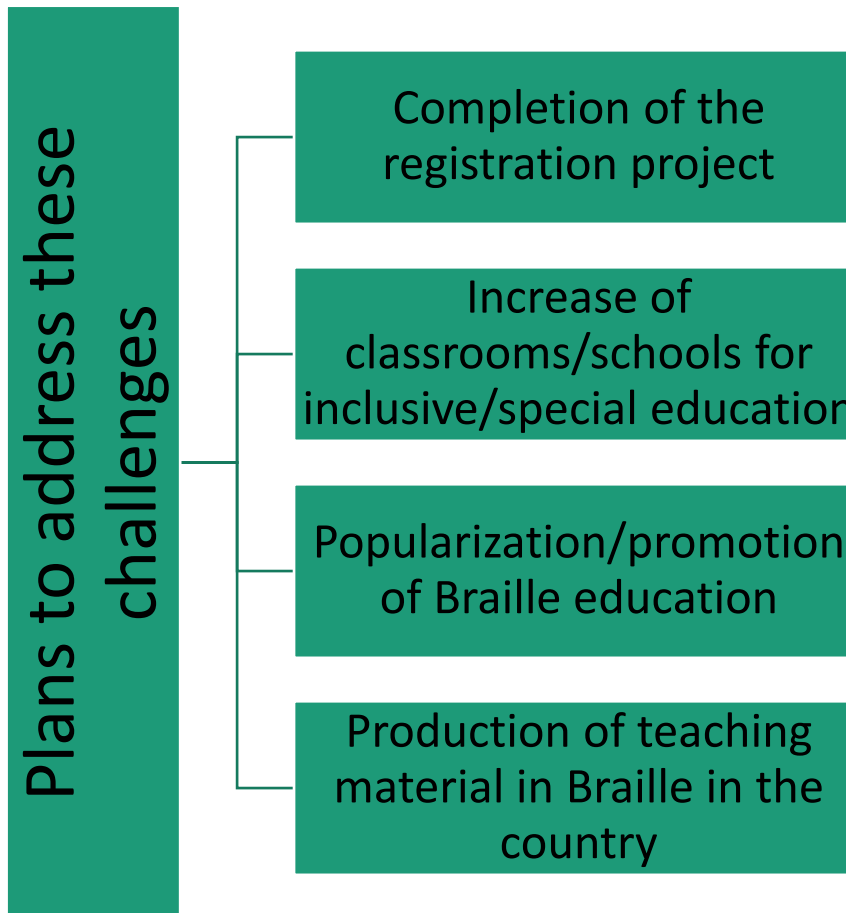 Plans to address these
challenges
Completion of the
registration project
Increase of
classrooms/schools for
inclusive/special education
Popularization/promotion
of Braille education
Production of teaching
material in Braille in the
country